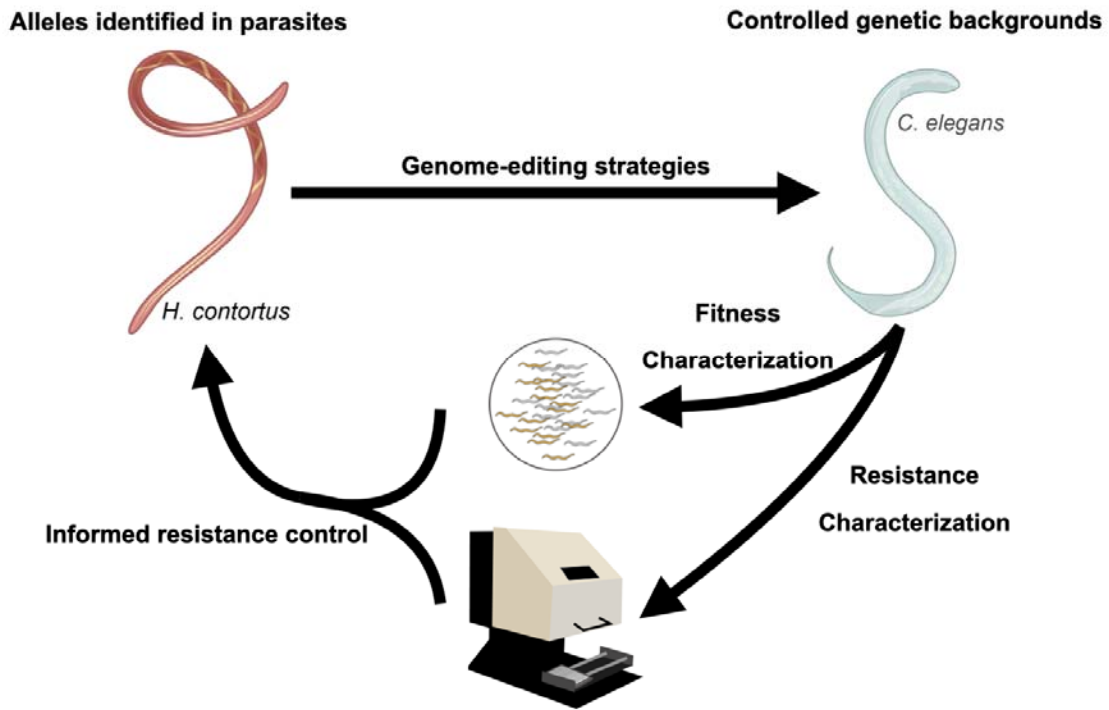 Alleles identified in parasites
Controlled genetic backgrounds
C. elegans
Genome-editing strategies
H. contortus
Fitness
Characterization
Resistance
Characterization
Informed resistance control